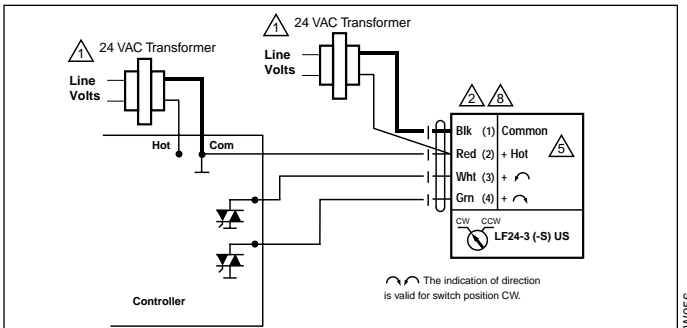 1 24 VAC Transformer
Line
Volts
1 24 VAC Transformer
Line
Volts
Hot
Com
2 8
Blk (1) Common
Red (2) + Hot
5
Wht (3) +
Grn (4) +
CW CCW
LF24-3 (-S) US
The indication of direction
is valid for switch position CW.
Controller